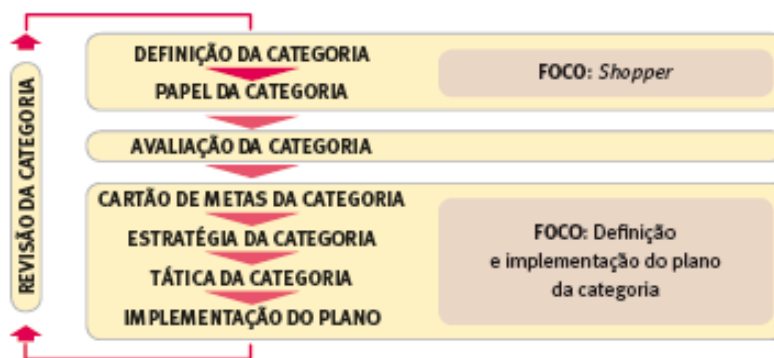 REVISÃO DA CATEGORIA
DEFINIÇÃO DA CATEGORIA
PAPEL DA CATEGORIA
FOCO: Shopper
AVALIAÇÃO DA CATEGORIA
CARTÃO DE METAS DA CATEGORIA
ESTRATÉGIA DA CATEGORIA
TÁTICA DA CATEGORIA
IMPLEMENTAÇÃO DO PLANO
FOCO: Definição
e implementação do plano
da categoria